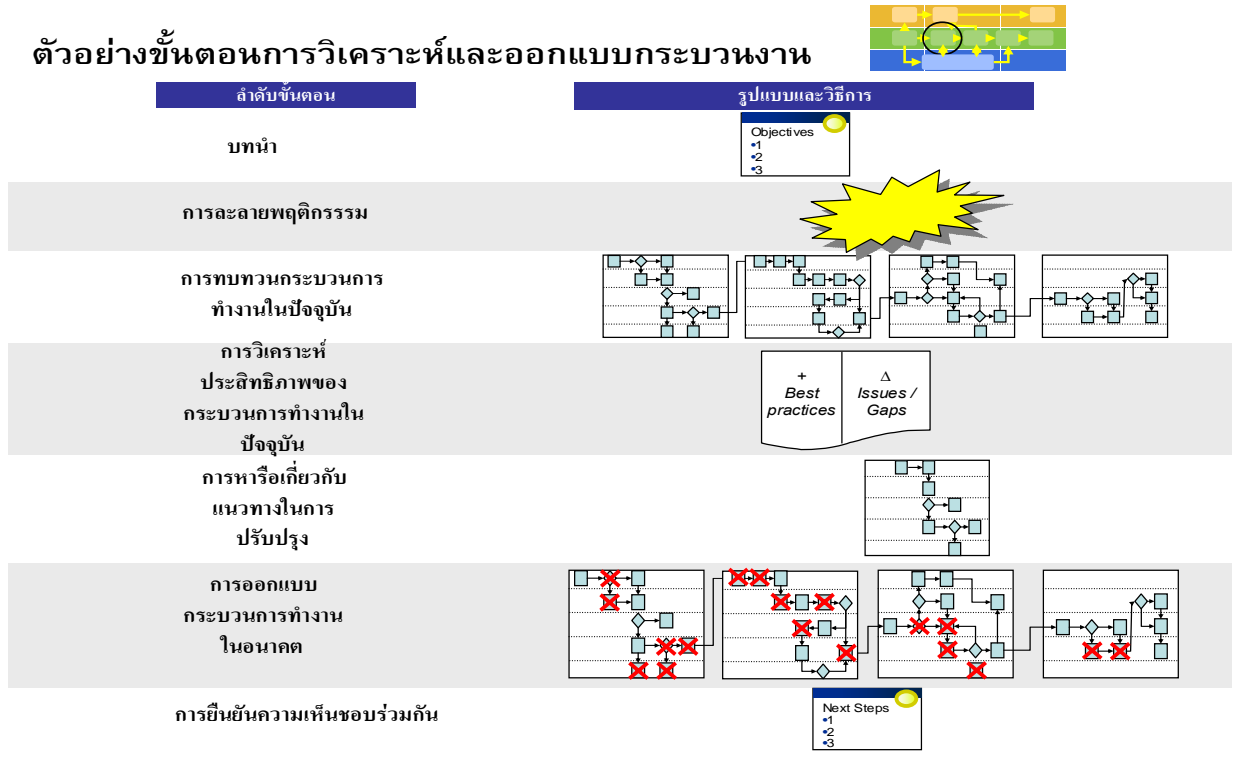 ตัวอย่างขั้นตอนการวิเคราะห์และออกแบบกระบวนงาน
ลำดับขั้นตอน
รูปแบบและวิธีการ
บทนำ
Objectives
•1
•2
•3
การละลายพฤติกรรรม
การทบทวนกระบวนการ
ทำงานในปัจจุบัน
การวิเคราะห์
ประสิทธิภาพของ
กระบวนการทำงานใน
ปัจจุบัน
+
Best
practices
Δ
Issues /
Gaps
การหารือเกี่ยวกับ
แนวทางในการ
ปรับปรุง
การออกแบบ
กระบวนการทำงาน
ในอนาคต
การยืนยันความเห็นชอบร่วมกัน
Next Steps
•1
•2
•3